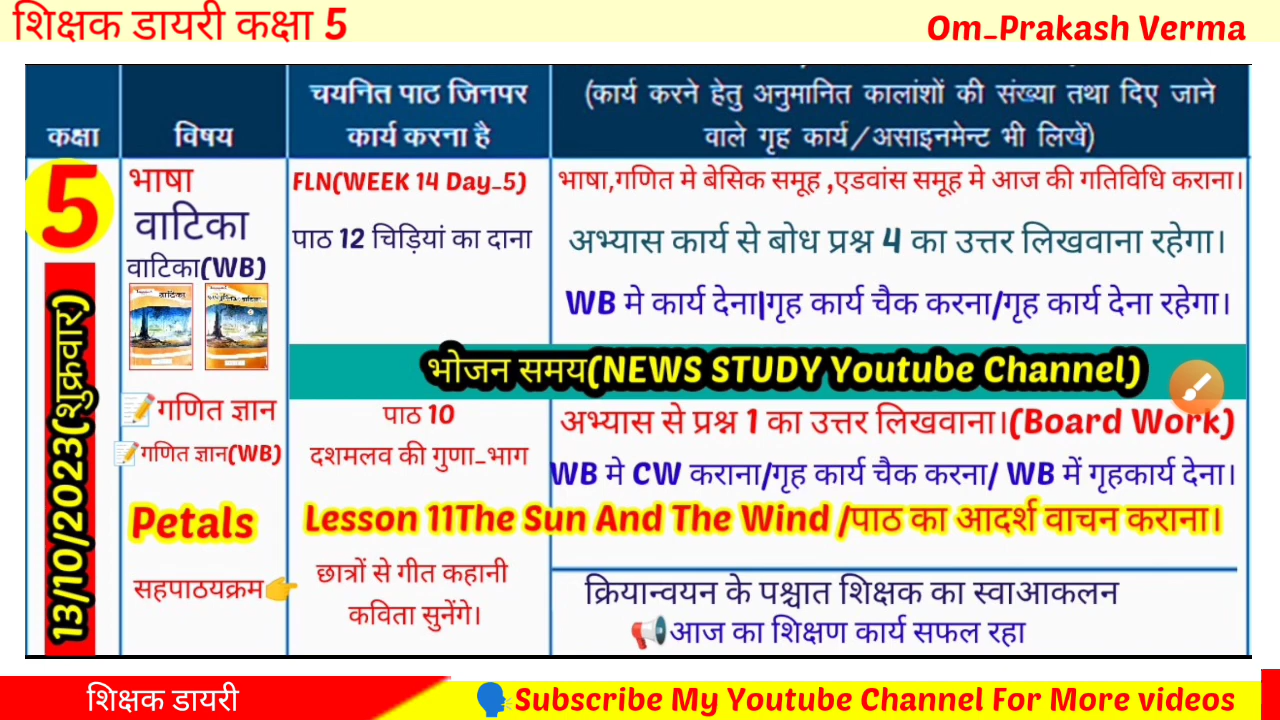 शिक्षक डायरी कक्षा 5
Om_Prakash Verma
कक्षा
विषय
चयनित पाठ जिनपर
कार्य करना है
(कार्य करने हेतु अनुमानित कालांशों की संख्या तथा दिए जाने
वाले गृह कार्य/असाइनमेन्ट भी लिखें)
5
13/10/2023(शुक्रवार)
भाषा
वाटिका
वाटिका(WB)
FLN(WEEK 14 Day_5)
पाठ 12 चिड़ियां का दाना
भाषा,गणित मे बेसिक समूह ,एडवांस समूह मे आज की गतिविधि कराना।
अभ्यास कार्य से बोध प्रश्न 4 का उत्तर लिखवाना रहेगा।
WB मे कार्य देना|गृह कार्य चैक करना/गृह कार्य देना रहेगा।
वाटिका
भोजन समय(NEWS STUDY Youtube Channel)
📝गणित ज्ञान
📝गणित ज्ञान(WB)
पाठ 10
दशमलव की गुणा_भाग
अभ्यास से प्रश्न 1 का उत्तर लिखवाना।(Board Work)
WB मे CW कराना/गृह कार्य चैक करना/ WB में गृहकार्य देना।
Petals
Lesson 11The Sun And The Wind /पाठ का आदर्श वाचन कराना।
सहपाठयक्रम👉
छात्रों से गीत कहानी
कविता सुनेंगे।
क्रियान्वयन के पश्चात शिक्षक का स्वाआकलन
📢आज का शिक्षण कार्य सफल रहा
शिक्षक डायरी
🗣️Subscribe My Youtube Channel For More videos